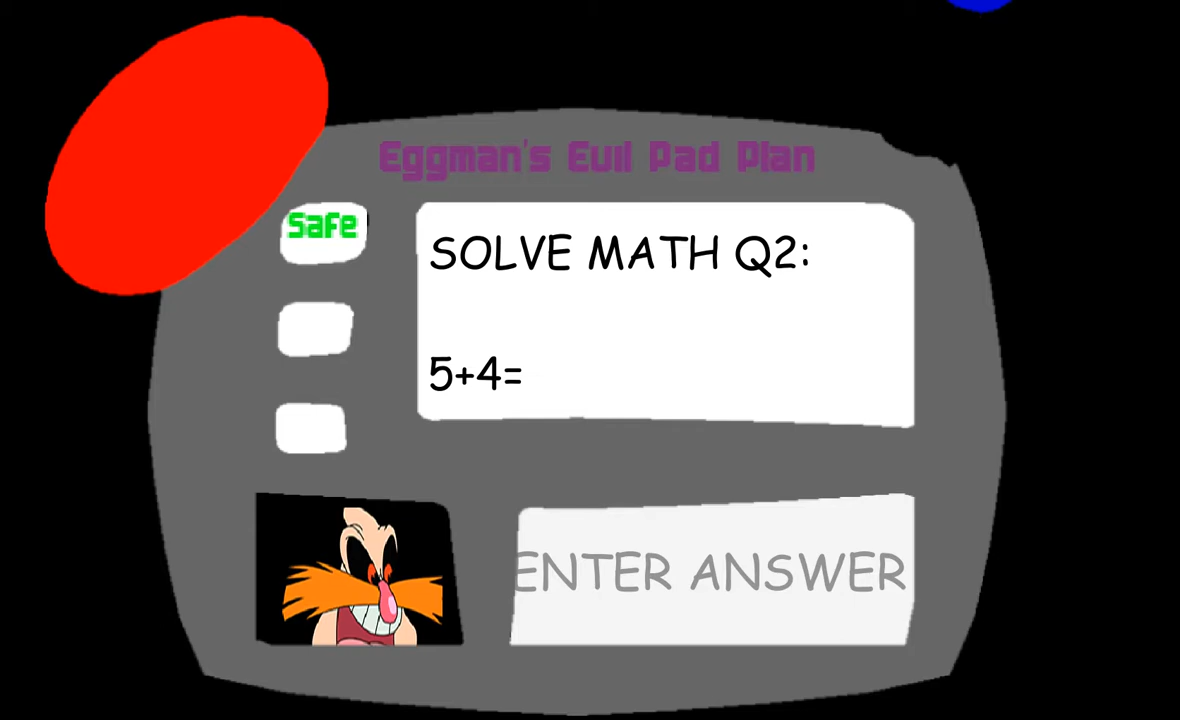 Eggman's Evil Pad Plan
Safe
SOLVE MATH Q2:
5+4=
ENTER ANSWER